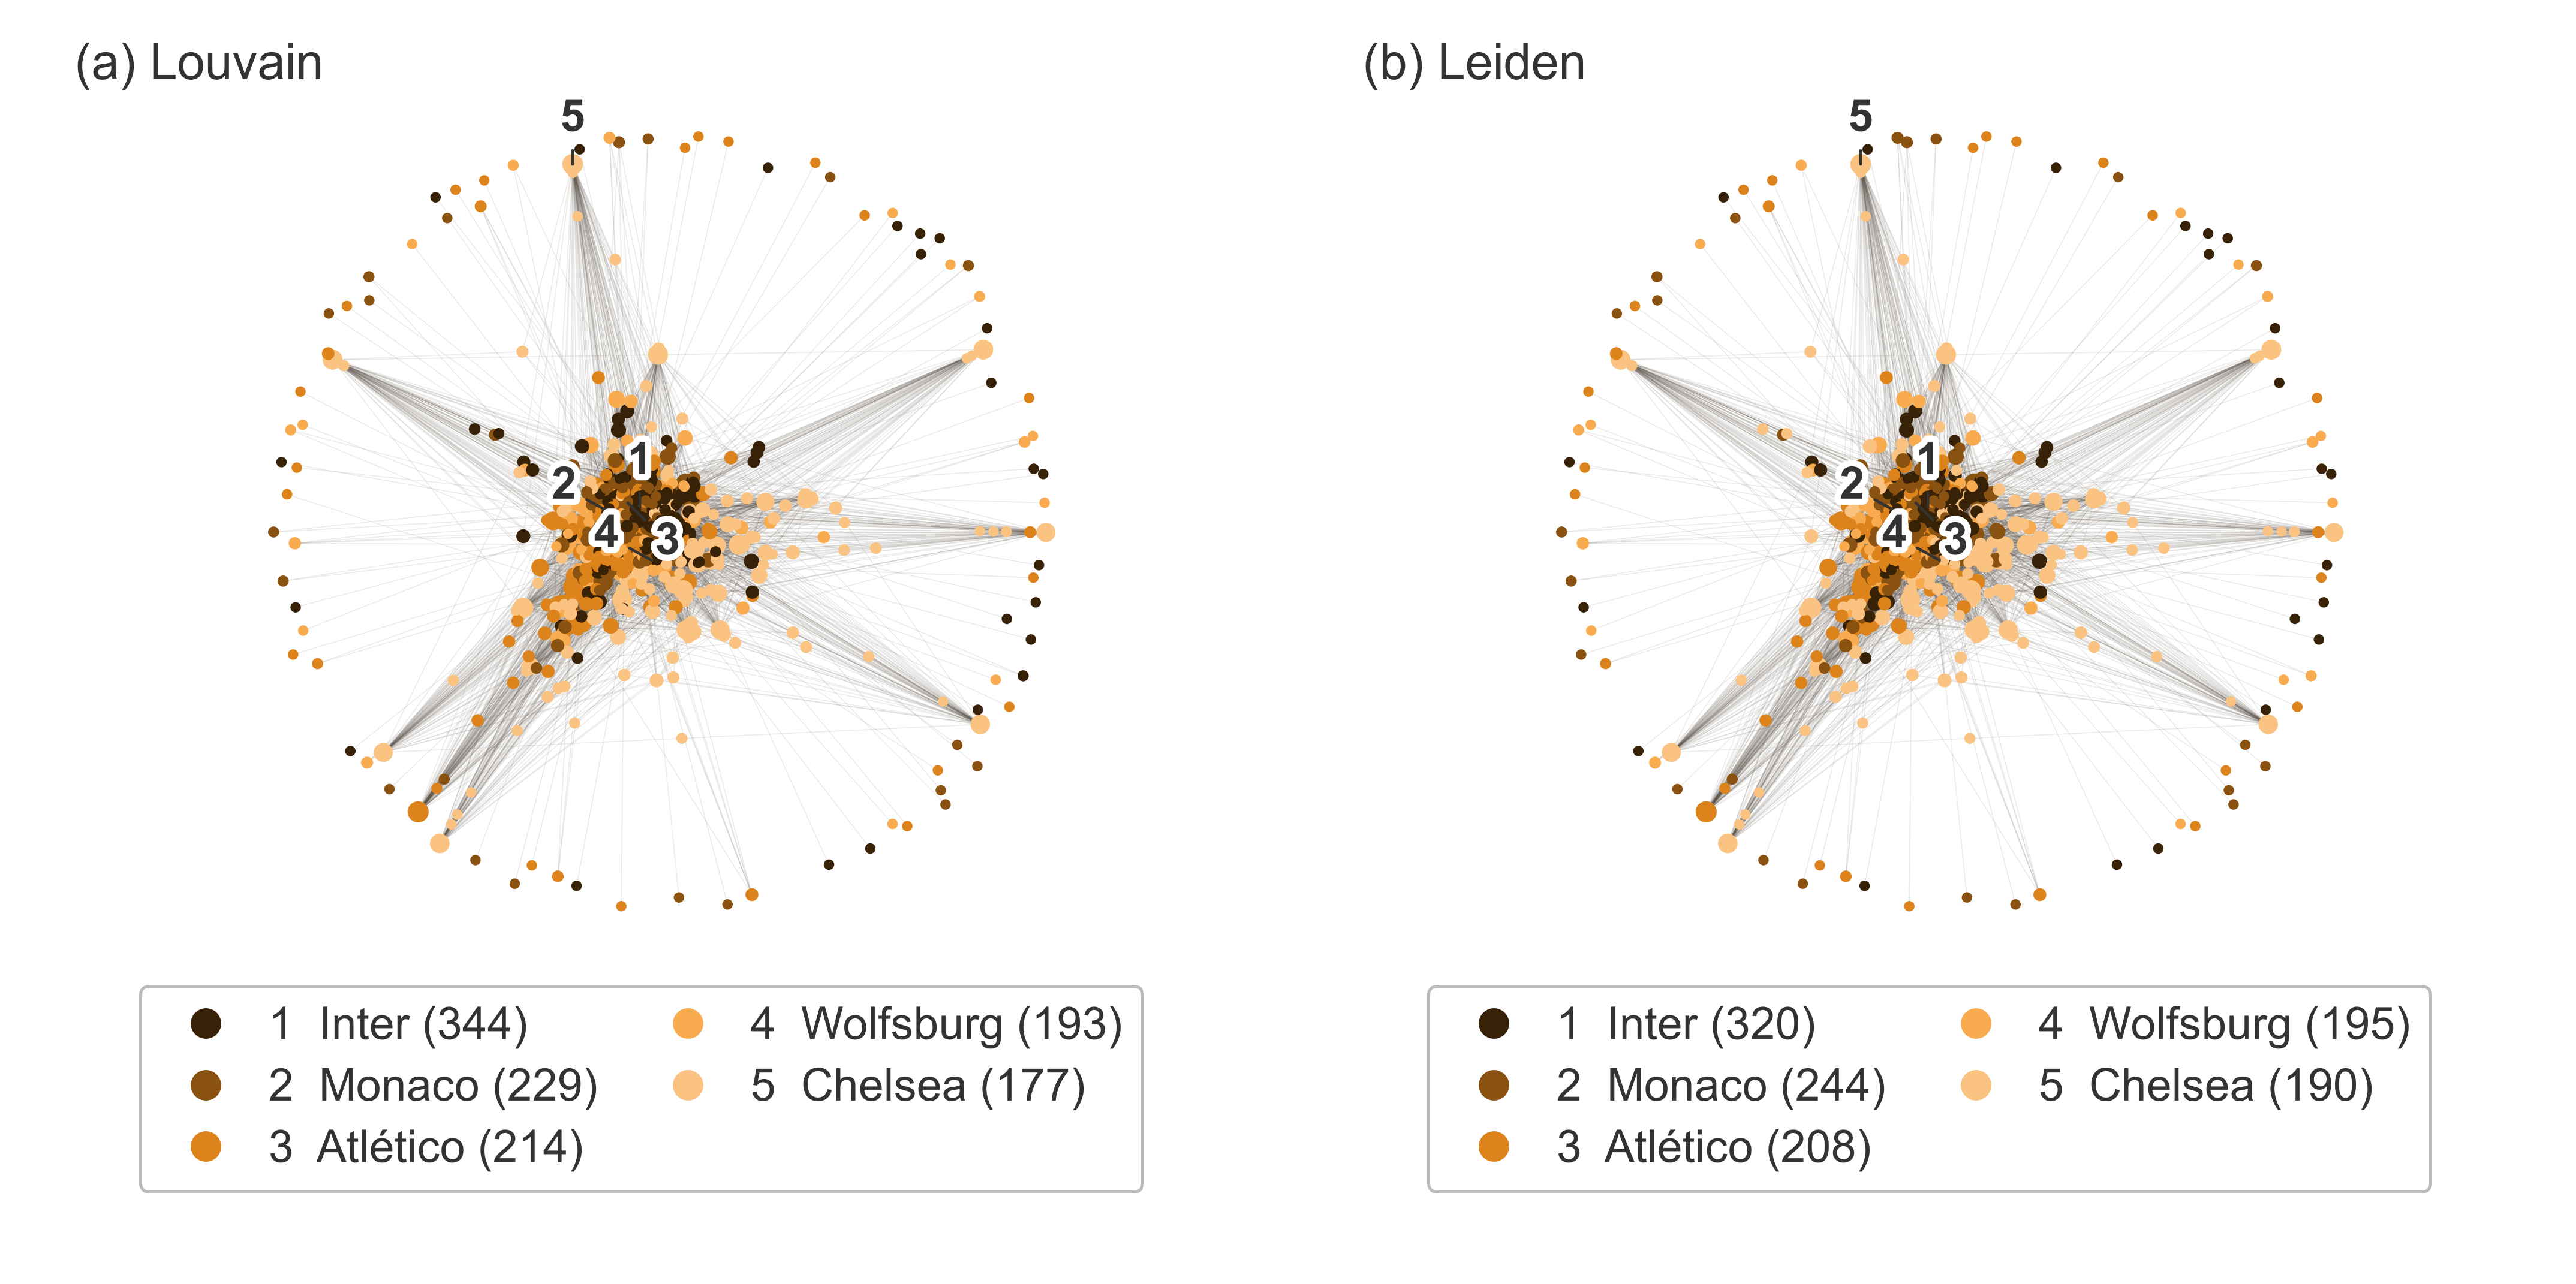 (a) Louvain
5
1
2
4
3
1 Inter (344)
2 Monaco (229)
3 Atlético (214)
4 Wolfsburg (193)
5 Chelsea (177)
(b) Leiden
5
1
2
4
3
1 Inter (320)
2 Monaco (244)
3 Atlético (208)
4 Wolfsburg (195)
5 Chelsea (190)